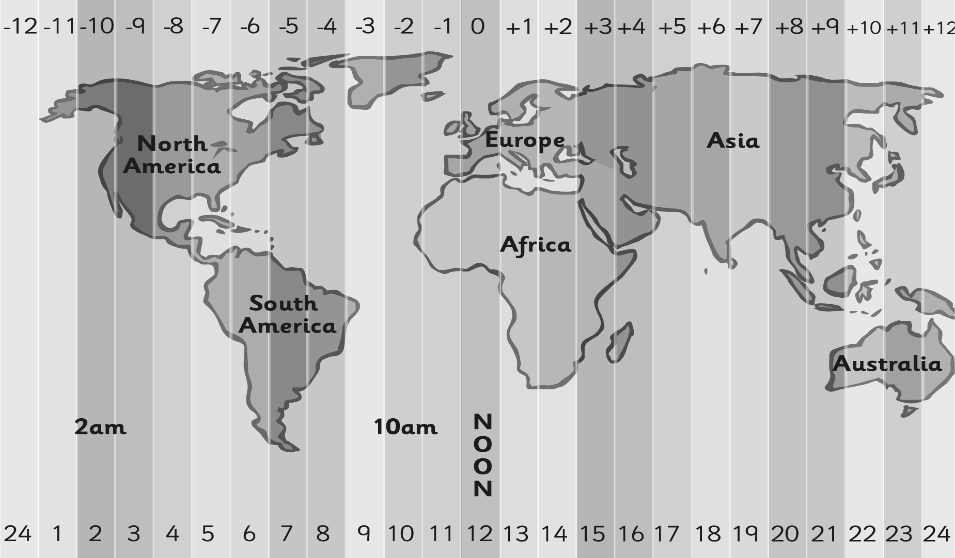 -12 -11 -10 -9 -8 -7 -6 -5 -4 -3 -2 -1 0 +1 +2 +3 +4 +5 +6 +7 +8 +9 +10 +11 +12
North
America
Europe
Asia
Africa
South
America
Australia
2am
10am
N
O
O
N
24 1 2 3 4 5 6 7 8 9 10 11 12 13 14 15 16 17 18 19 20 21 22 23 24